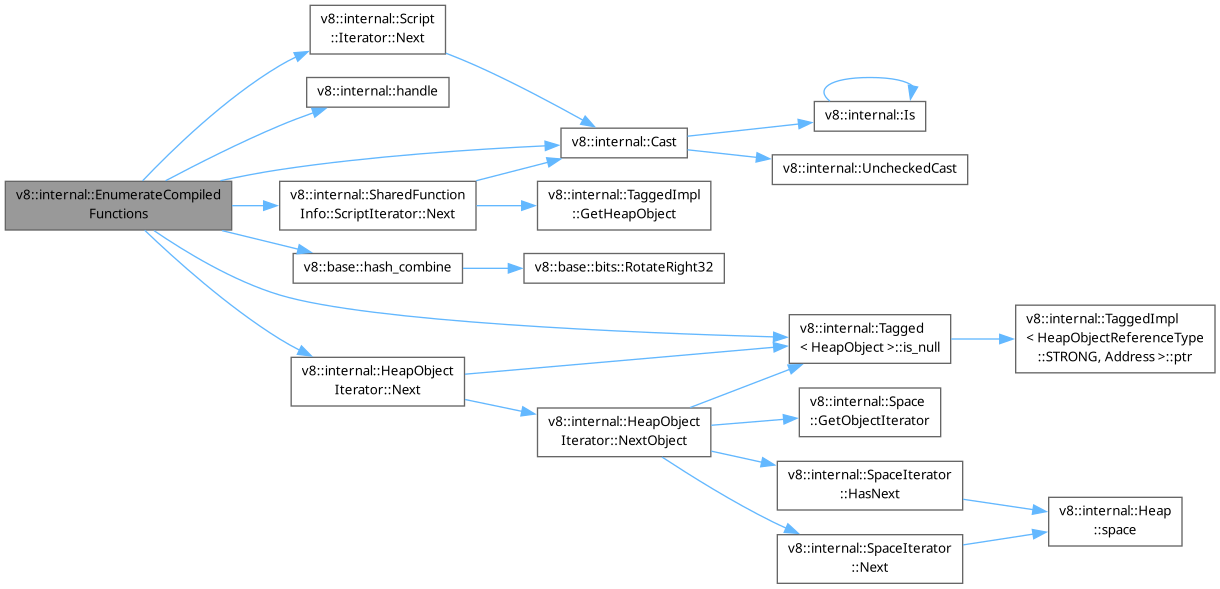 v8::internal::Script
::Iterator::Next
v8::internal::handle
v8::internal::Is
v8::internal::Cast
v8::internal::UncheckedCast
v8::internal::EnumerateCompiled
Functions
v8::internal::SharedFunction
Info::ScriptIterator::Next
v8::internal::TaggedImpl
::GetHeapObject
v8::base::hash_combine
v8::base::bits::RotateRight32
v8::internal::Tagged
< HeapObject >::is_null
v8::internal::TaggedImpl
< HeapObjectReferenceType
::STRONG, Address >::ptr
v8::internal::HeapObject
Iterator::Next
v8::internal::Space
::GetObjectIterator
v8::internal::HeapObject
Iterator::NextObject
v8::internal::SpaceIterator
::HasNext
v8::internal::Heap
::space
v8::internal::SpaceIterator
::Next